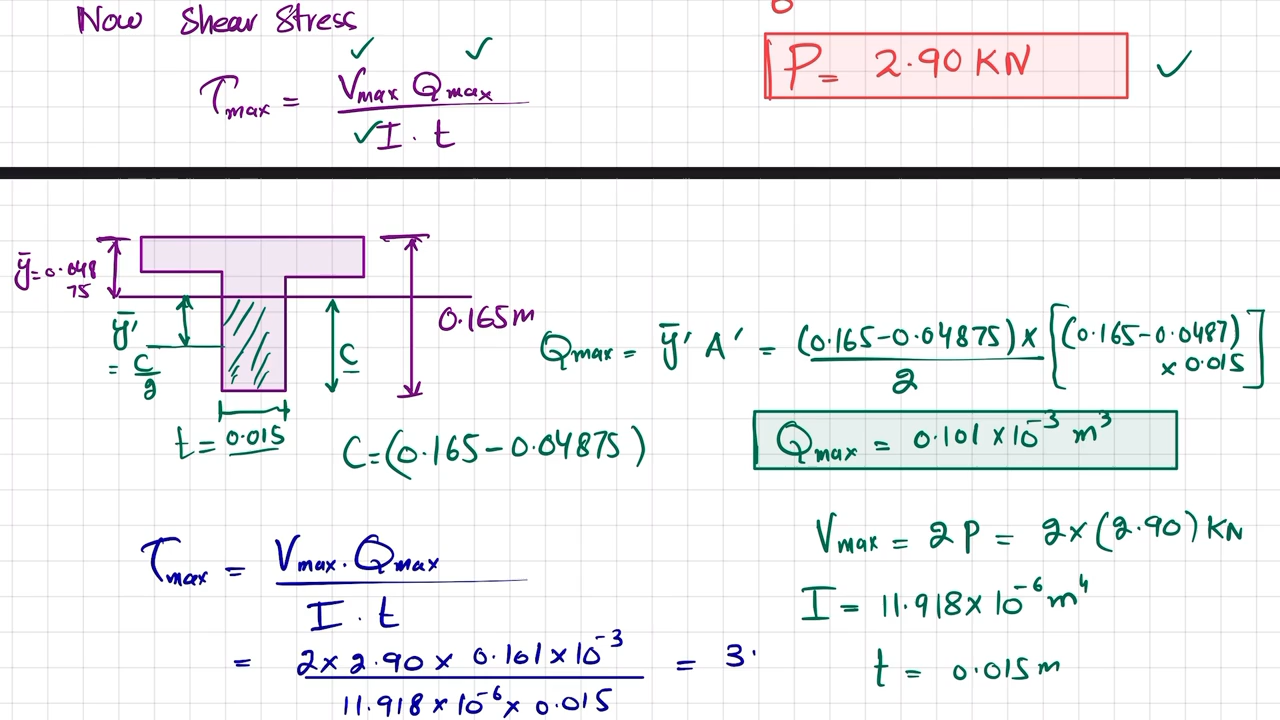 Now Shear Stress
τmax = Vmax Qmax / I . t
P = 2.90 KN
ȳ = 0.04875
ȳ' = C/2
C
0.165m
t = 0.015
C = (0.165 - 0.04875)
Qmax = ȳ' A' = (0.165 - 0.04875) × / 2 [(0.165 - 0.0487) × 0.015]
Qmax = 0.101 × 10⁻³ m³
τmax = Vmax . Qmax / I . t
= 2 × 2.90 × 0.101 × 10⁻³ / 11.918 × 10⁻⁶ × 0.015 = 3.
Vmax = 2P = 2 × (2.90) KN
I = 11.918 × 10⁻⁶ m⁴
t = 0.015m